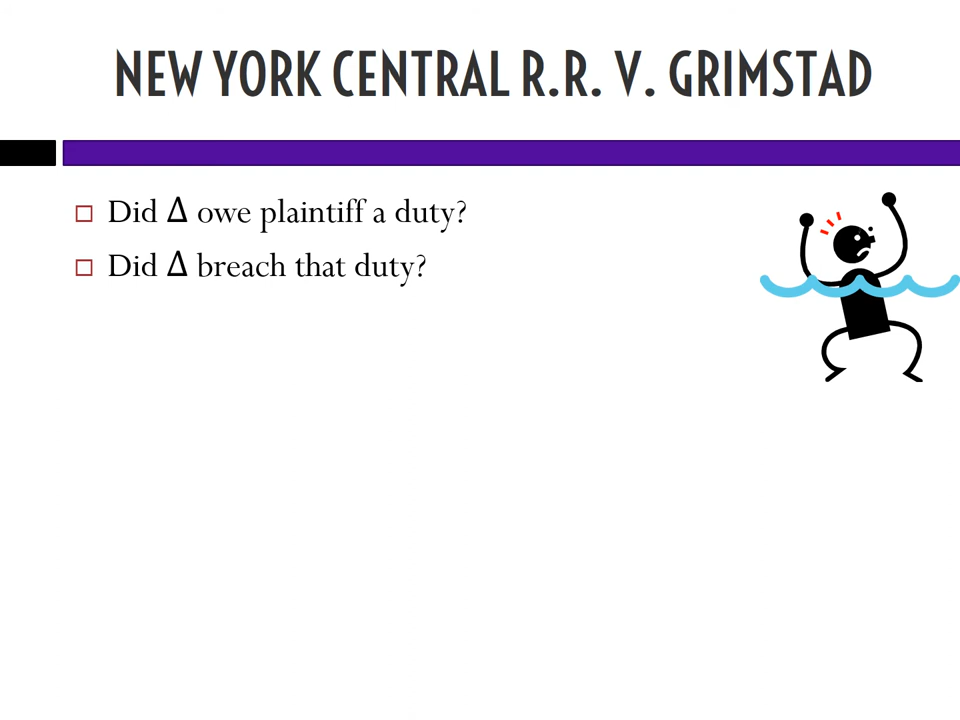 NEW YORK CENTRAL R.R. V. GRIMSTAD
Did Δ owe plaintiff a duty?
Did Δ breach that duty?